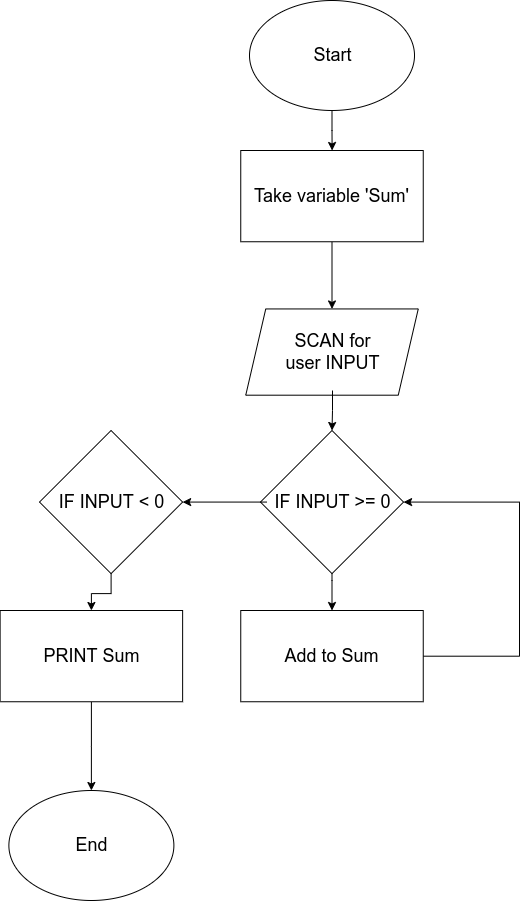 Start
Take variable 'Sum'
SCAN for
user INPUT
IF INPUT < 0
IF INPUT >= 0
PRINT Sum
Add to Sum
End